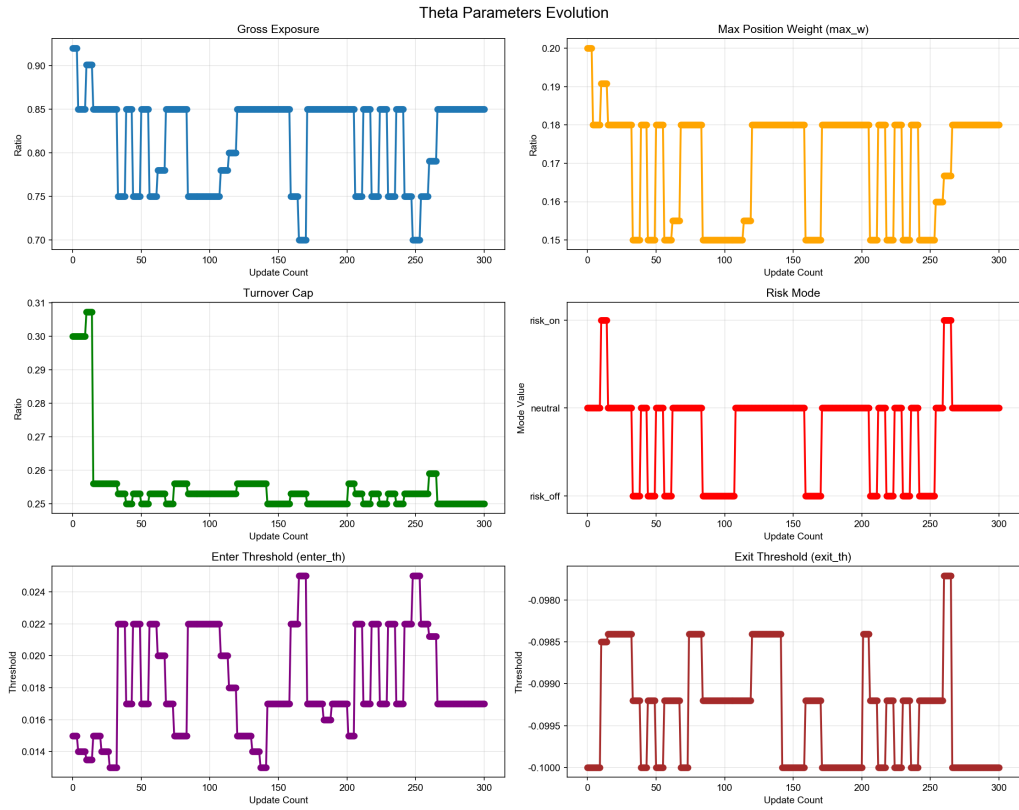 Theta Parameters Evolution
Gross Exposure
Ratio
0.90
0.85
0.80
0.75
0.70
0 50 100 150 200 250 300
Update Count
Max Position Weight (max_w)
Ratio
0.20
0.19
0.18
0.17
0.16
0.15
0 50 100 150 200 250 300
Update Count
Turnover Cap
Ratio
0.31
0.30
0.29
0.28
0.27
0.26
0.25
0 50 100 150 200 250 300
Update Count
Risk Mode
Mode Value
risk_on
neutral
risk_off
0 50 100 150 200 250 300
Update Count
Enter Threshold (enter_th)
Threshold
0.024
0.022
0.020
0.018
0.016
0.014
0 50 100 150 200 250 300
Update Count
Exit Threshold (exit_th)
Threshold
-0.0980
-0.0985
-0.0990
-0.0995
-0.1000
0 50 100 150 200 250 300
Update Count